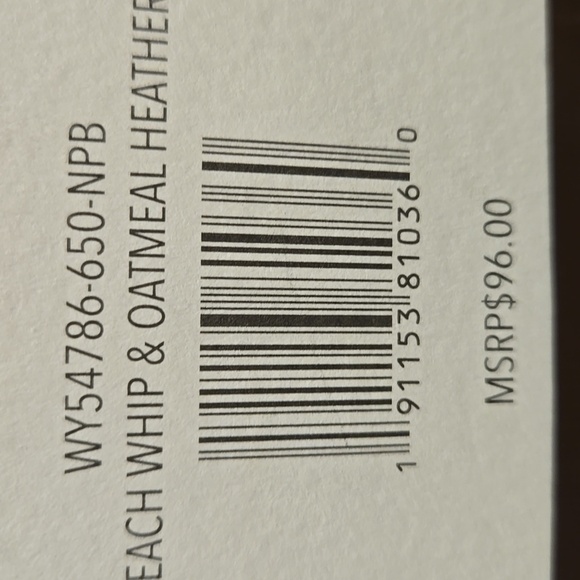 WY54786-650-NPB
EACH WHIP & OATMEAL HEATHER
1 91153 81036 0
MSRP$96.00